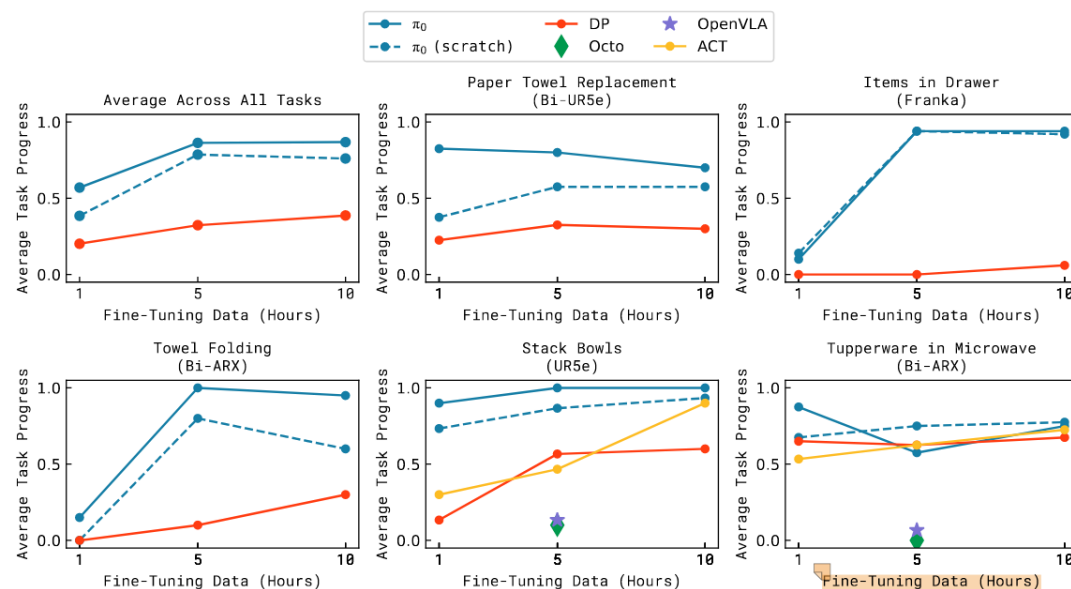 π0
π0 (scratch)
DP
Octo
OpenVLA
ACT
Average Across All Tasks
Average Task Progress
1.0
0.5
0.0
1
5
10
Fine-Tuning Data (Hours)
Paper Towel Replacement
(Bi-UR5e)
Average Task Progress
1.0
0.5
0.0
1
5
10
Fine-Tuning Data (Hours)
Items in Drawer
(Franka)
Average Task Progress
1.0
0.5
0.0
1
5
10
Fine-Tuning Data (Hours)
Towel Folding
(Bi-ARX)
Average Task Progress
1.0
0.5
0.0
1
5
10
Fine-Tuning Data (Hours)
Stack Bowls
(UR5e)
Average Task Progress
1.0
0.5
0.0
1
5
10
Fine-Tuning Data (Hours)
Tupperware in Microwave
(Bi-ARX)
Average Task Progress
1.0
0.5
0.0
1
5
10
Fine-Tuning Data (Hours)